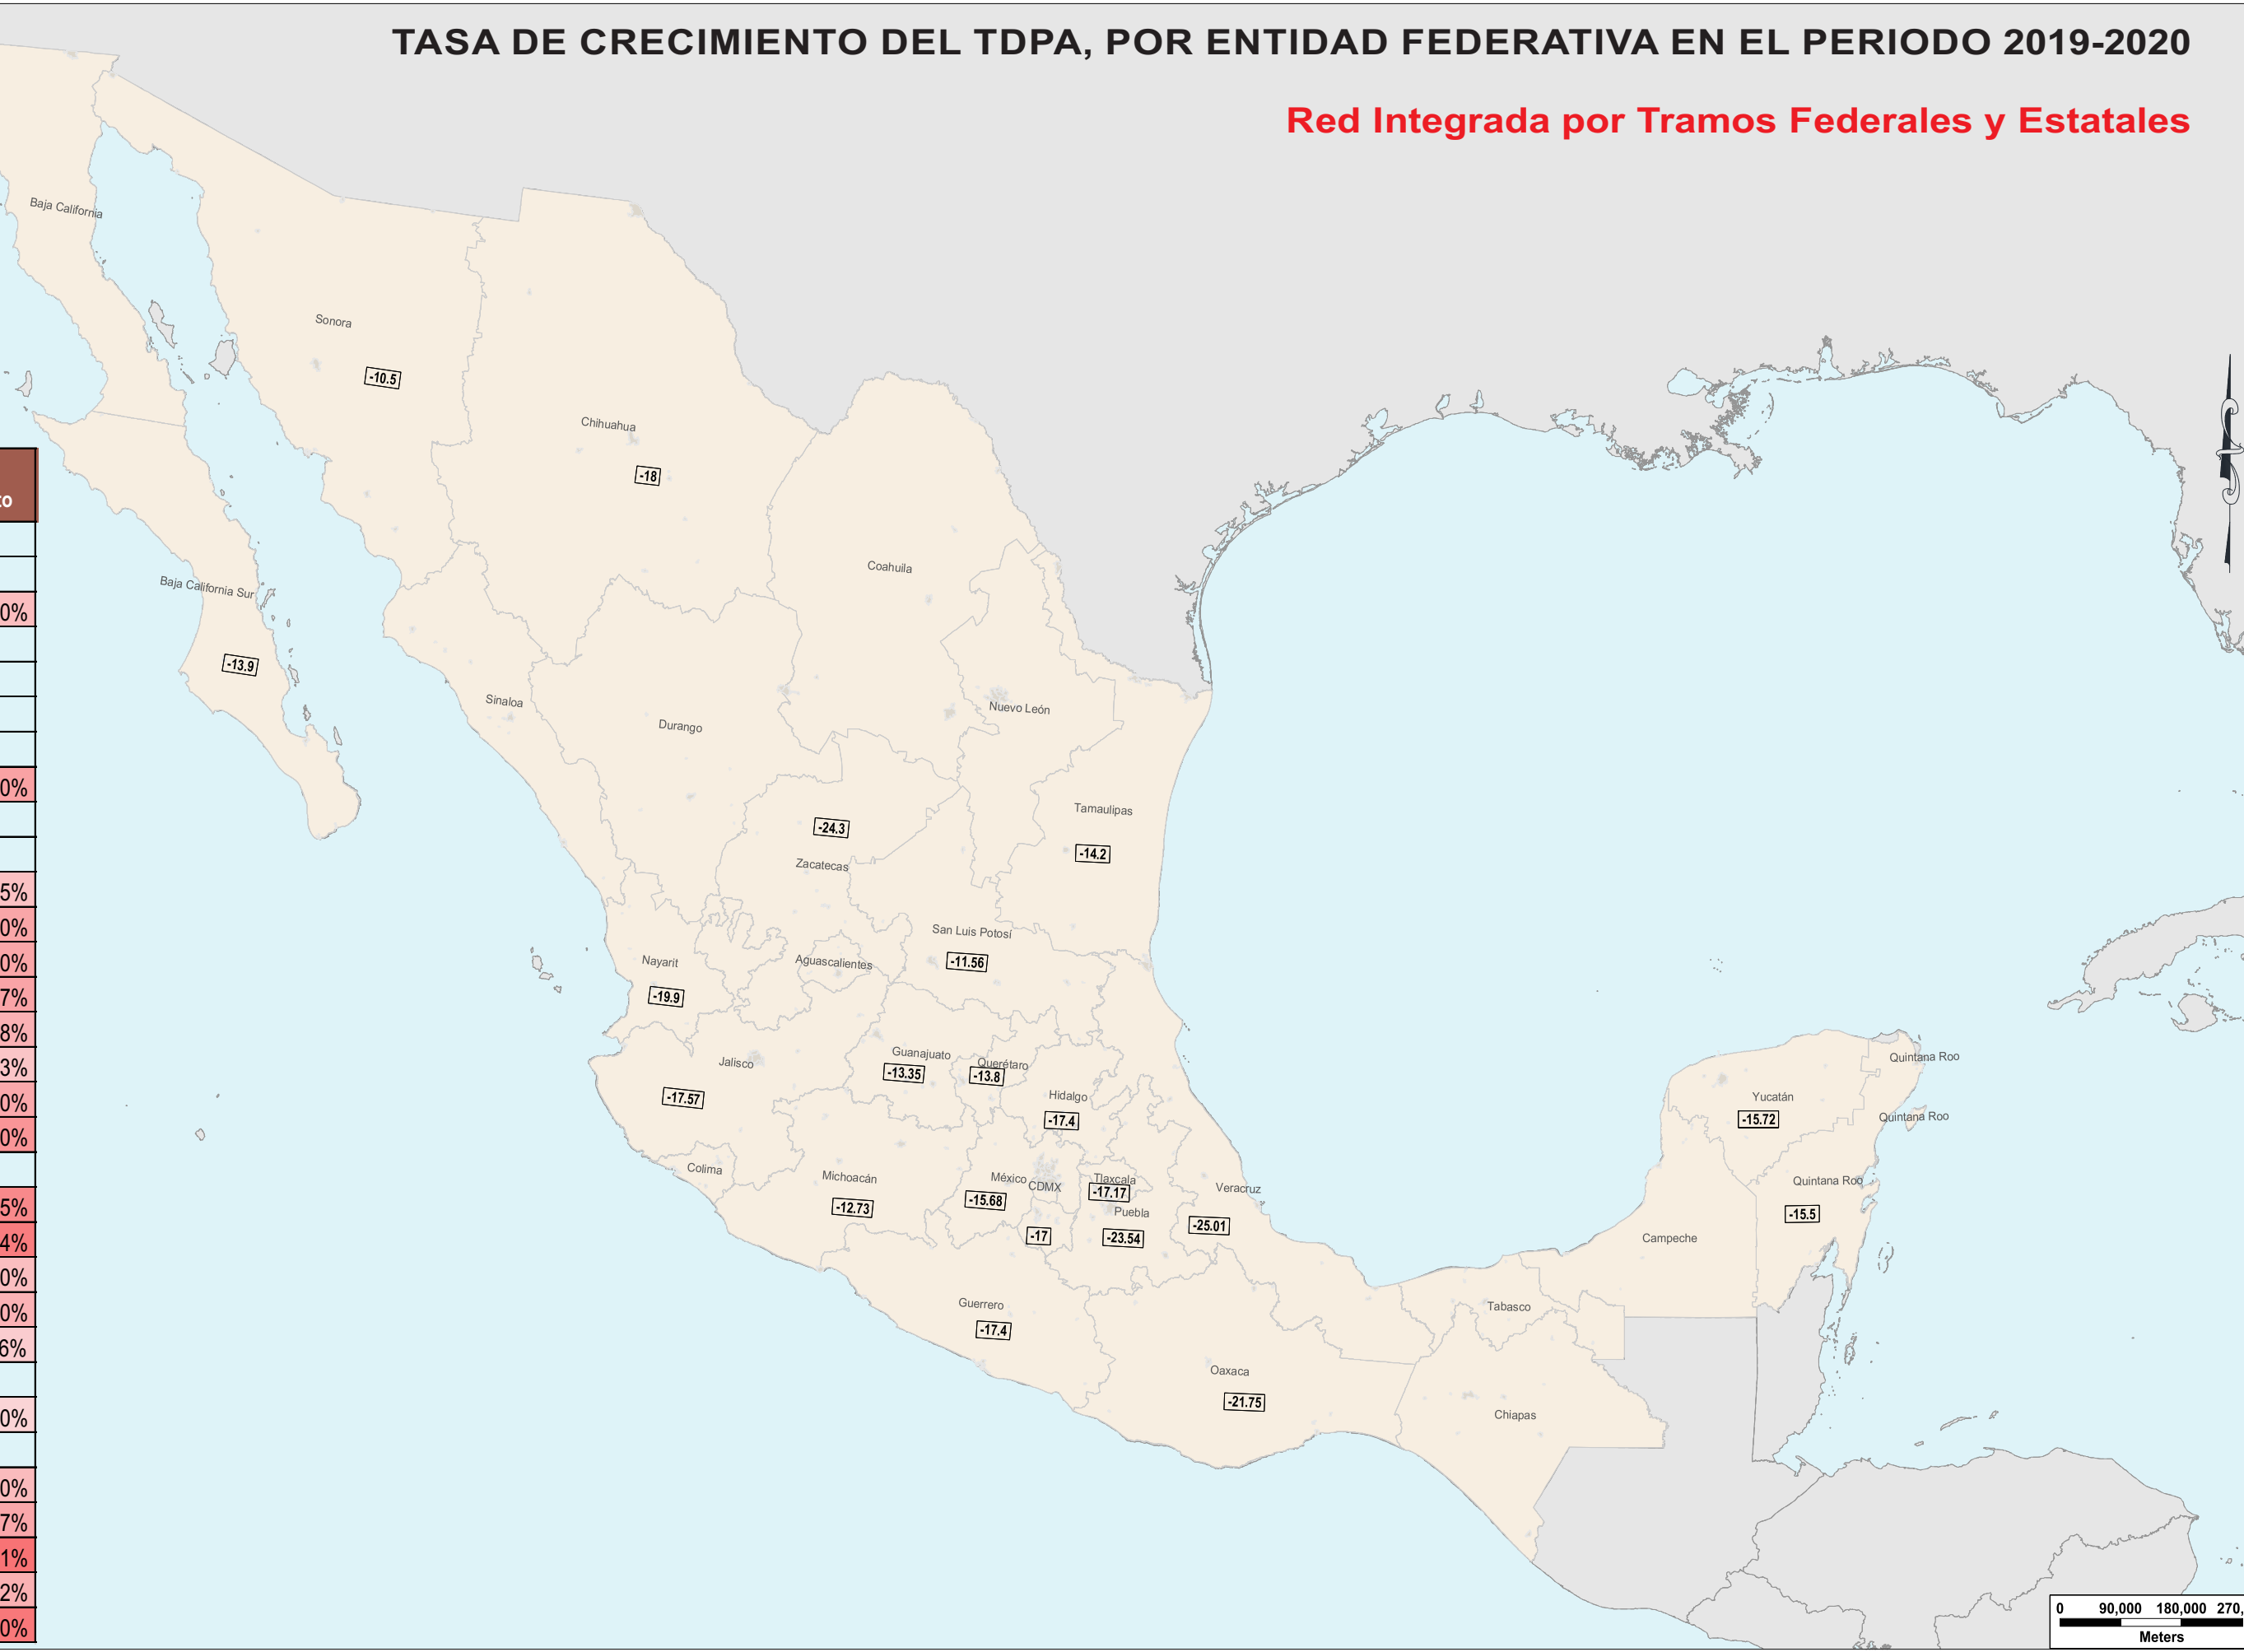 TASA DE CRECIMIENTO DEL TDPA, POR ENTIDAD FEDERATIVA EN EL PERIODO 2019-2020
Red Integrada por Tramos Federales y Estatales
Baja California
Sonora
-10.5
Chihuahua
-18
to
Coahuila
Baja California Sur
0%
-13.9
Sinaloa
Nuevo León
Durango
0%
Tamaulipas
-24.3
-14.2
Zacatecas
5%
0%
San Luis Potosí
-11.56
Nayarit
Aguascalientes
0%
-19.9
7%
8%
Jalisco
Guanajuato
-13.35
Querétaro
-13.8
Quintana Roo
3%
-17.57
Hidalgo
-17.4
Yucatán
-15.72
Quintana Roo
0%
0%
Colima
Michoacán
-12.73
México
-15.68
CDMX
-17
Tlaxcala
-17.17
Puebla
-23.54
Veracruz
-25.01
Quintana Roo
-15.5
Campeche
5%
4%
0%
0%
Guerrero
-17.4
Tabasco
6%
Oaxaca
-21.75
Chiapas
0%
0%
7%
1%
2%
0%
0 90,000 180,000 270,
Meters